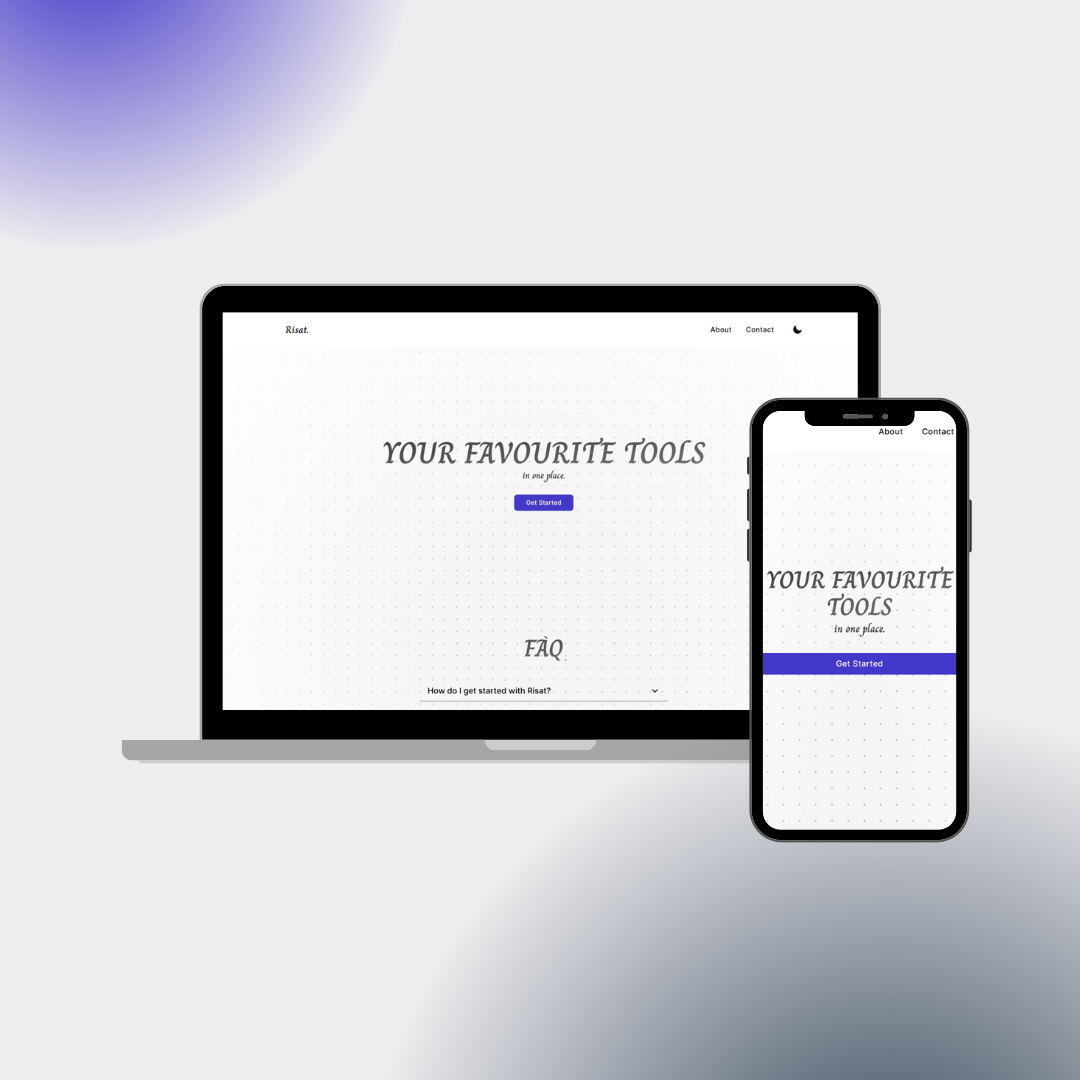 Risat.
About Contact
YOUR FAVOURITE TOOLS
in one place.
Get Started
FAQ
How do I get started with Risat?
About Contact
YOUR FAVOURITE
TOOLS
in one place.
Get Started